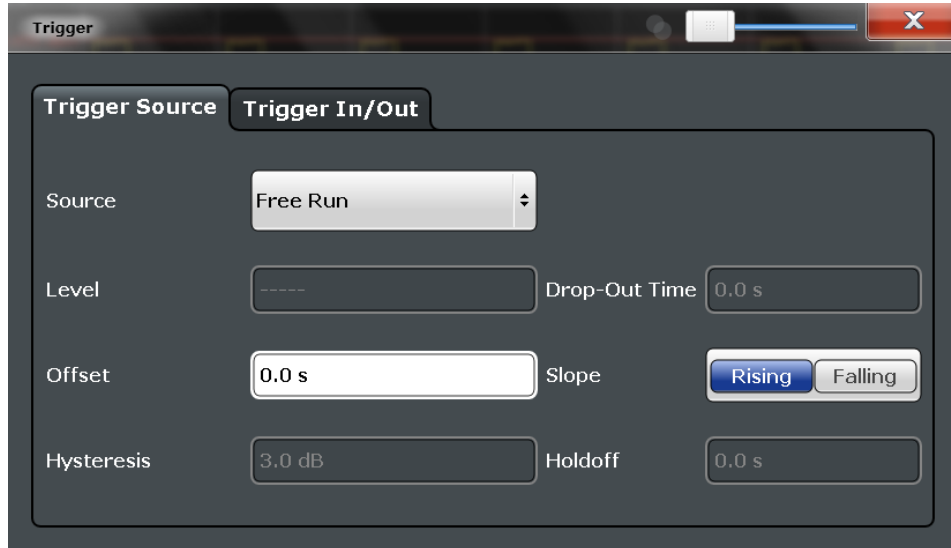 Trigger
Trigger Source Trigger In/Out
Source Free Run
Level ----- Drop-Out Time 0.0 s
Offset 0.0 s Slope Rising Falling
Hysteresis 3.0 dB Holdoff 0.0 s